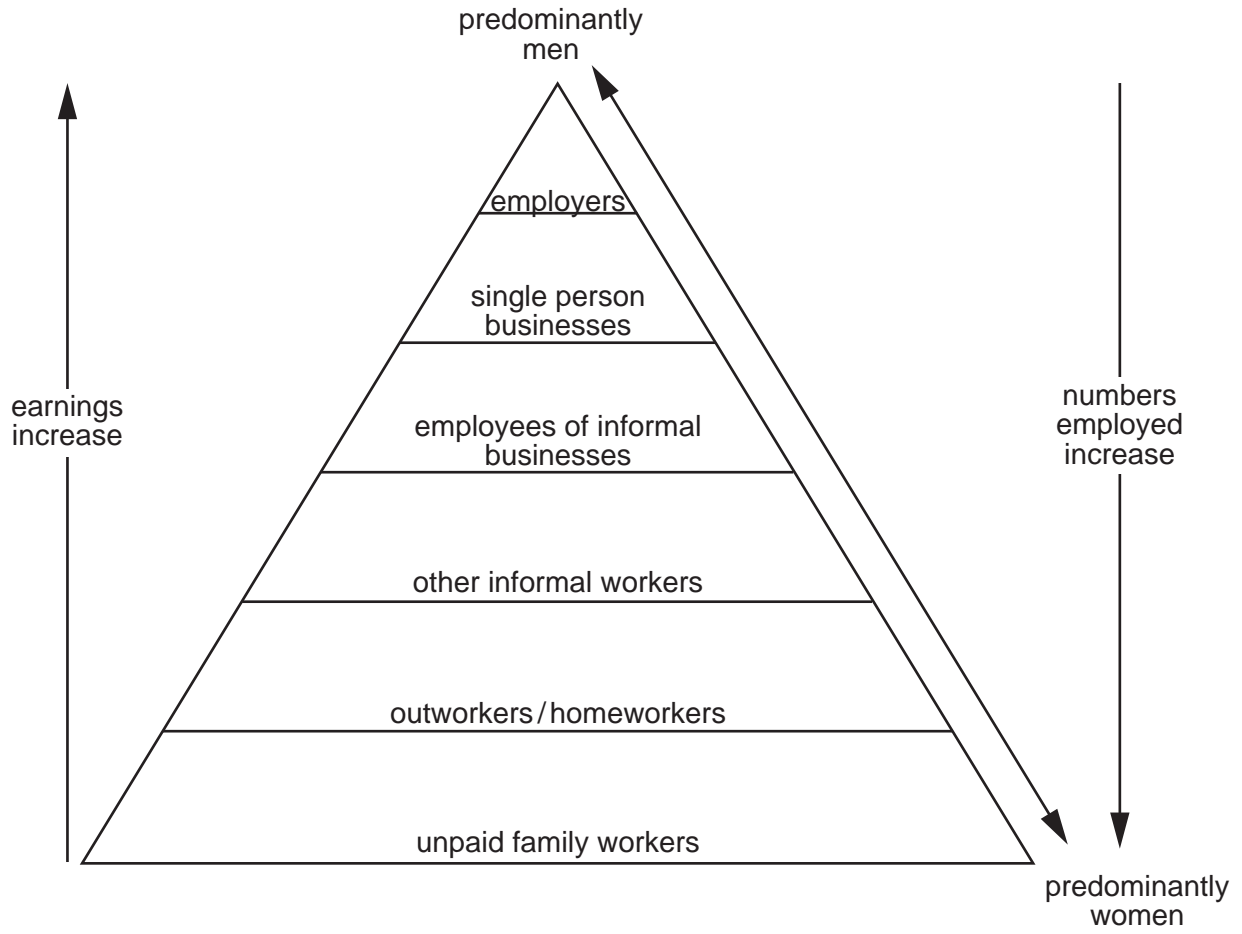 predominantly
men
employers
single person
businesses
earnings
increase
numbers
employed
increase
employees of informal
businesses
other informal workers
outworkers / homeworkers
unpaid family workers
predominantly
women